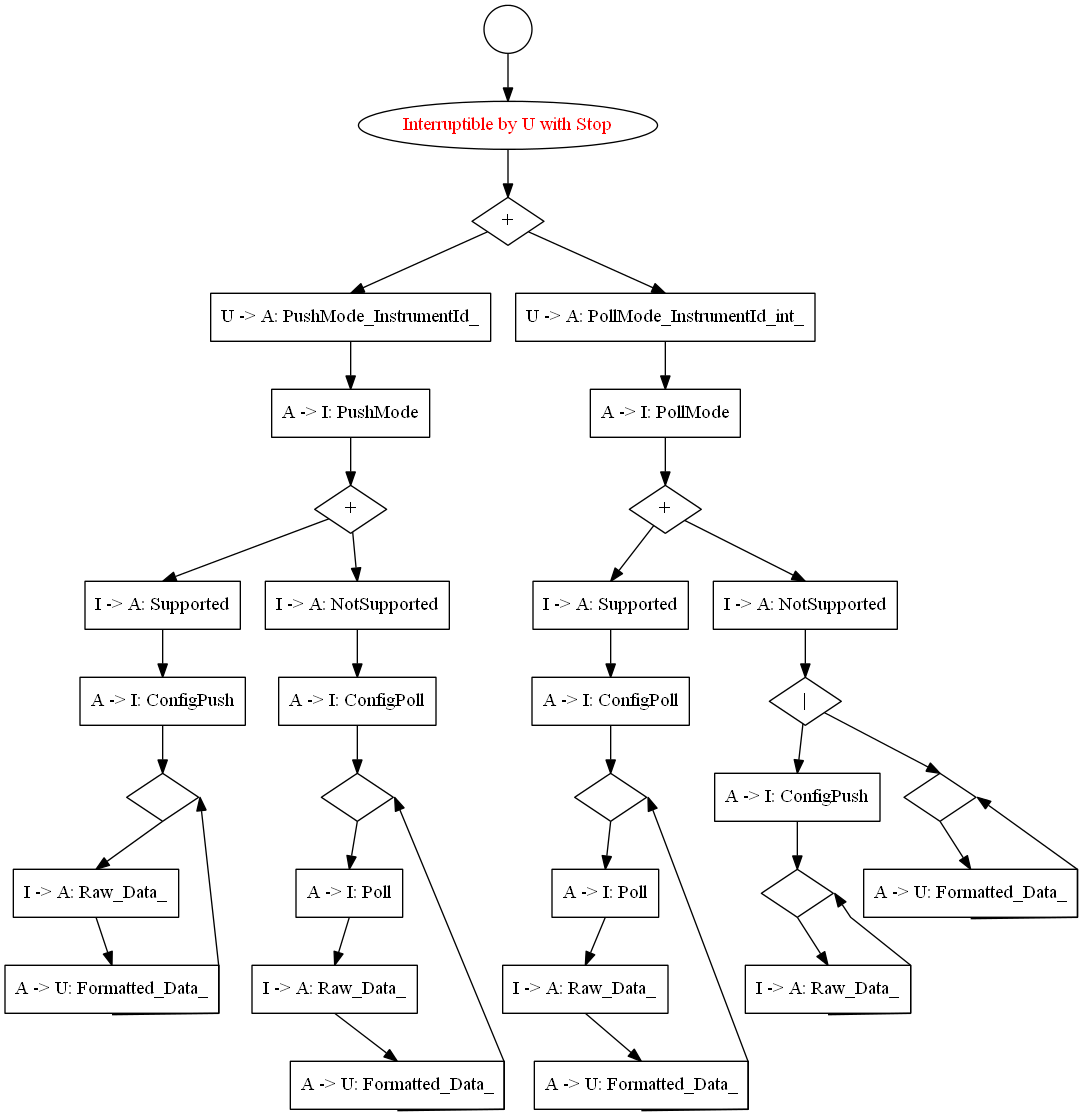 Interruptible by U with Stop
+
U -> A: PushMode_InstrumentId_
U -> A: PollMode_InstrumentId_int_
A -> I: PushMode
A -> I: PollMode
+
+
I -> A: Supported
I -> A: NotSupported
I -> A: Supported
I -> A: NotSupported
A -> I: ConfigPush
A -> I: ConfigPoll
A -> I: ConfigPoll
|
A -> I: ConfigPush
I -> A: Raw_Data_
A -> I: Poll
A -> I: Poll
A -> U: Formatted_Data_
A -> U: Formatted_Data_
I -> A: Raw_Data_
I -> A: Raw_Data_
I -> A: Raw_Data_
A -> U: Formatted_Data_
A -> U: Formatted_Data_